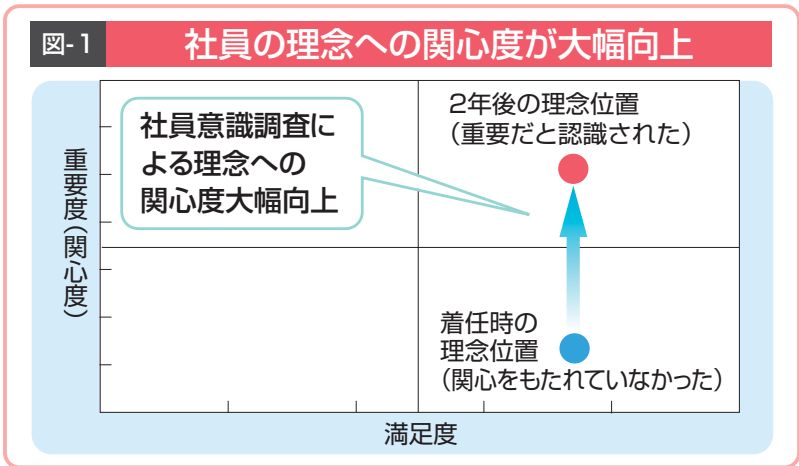 図-1
社員の理念への関心度が大幅向上
社員意識調査に
よる理念への
関心度大幅向上
2年後の理念位置
（重要だと認識された）
重要度（関心度）
着任時の
理念位置
（関心をもたれていなかった）
満足度